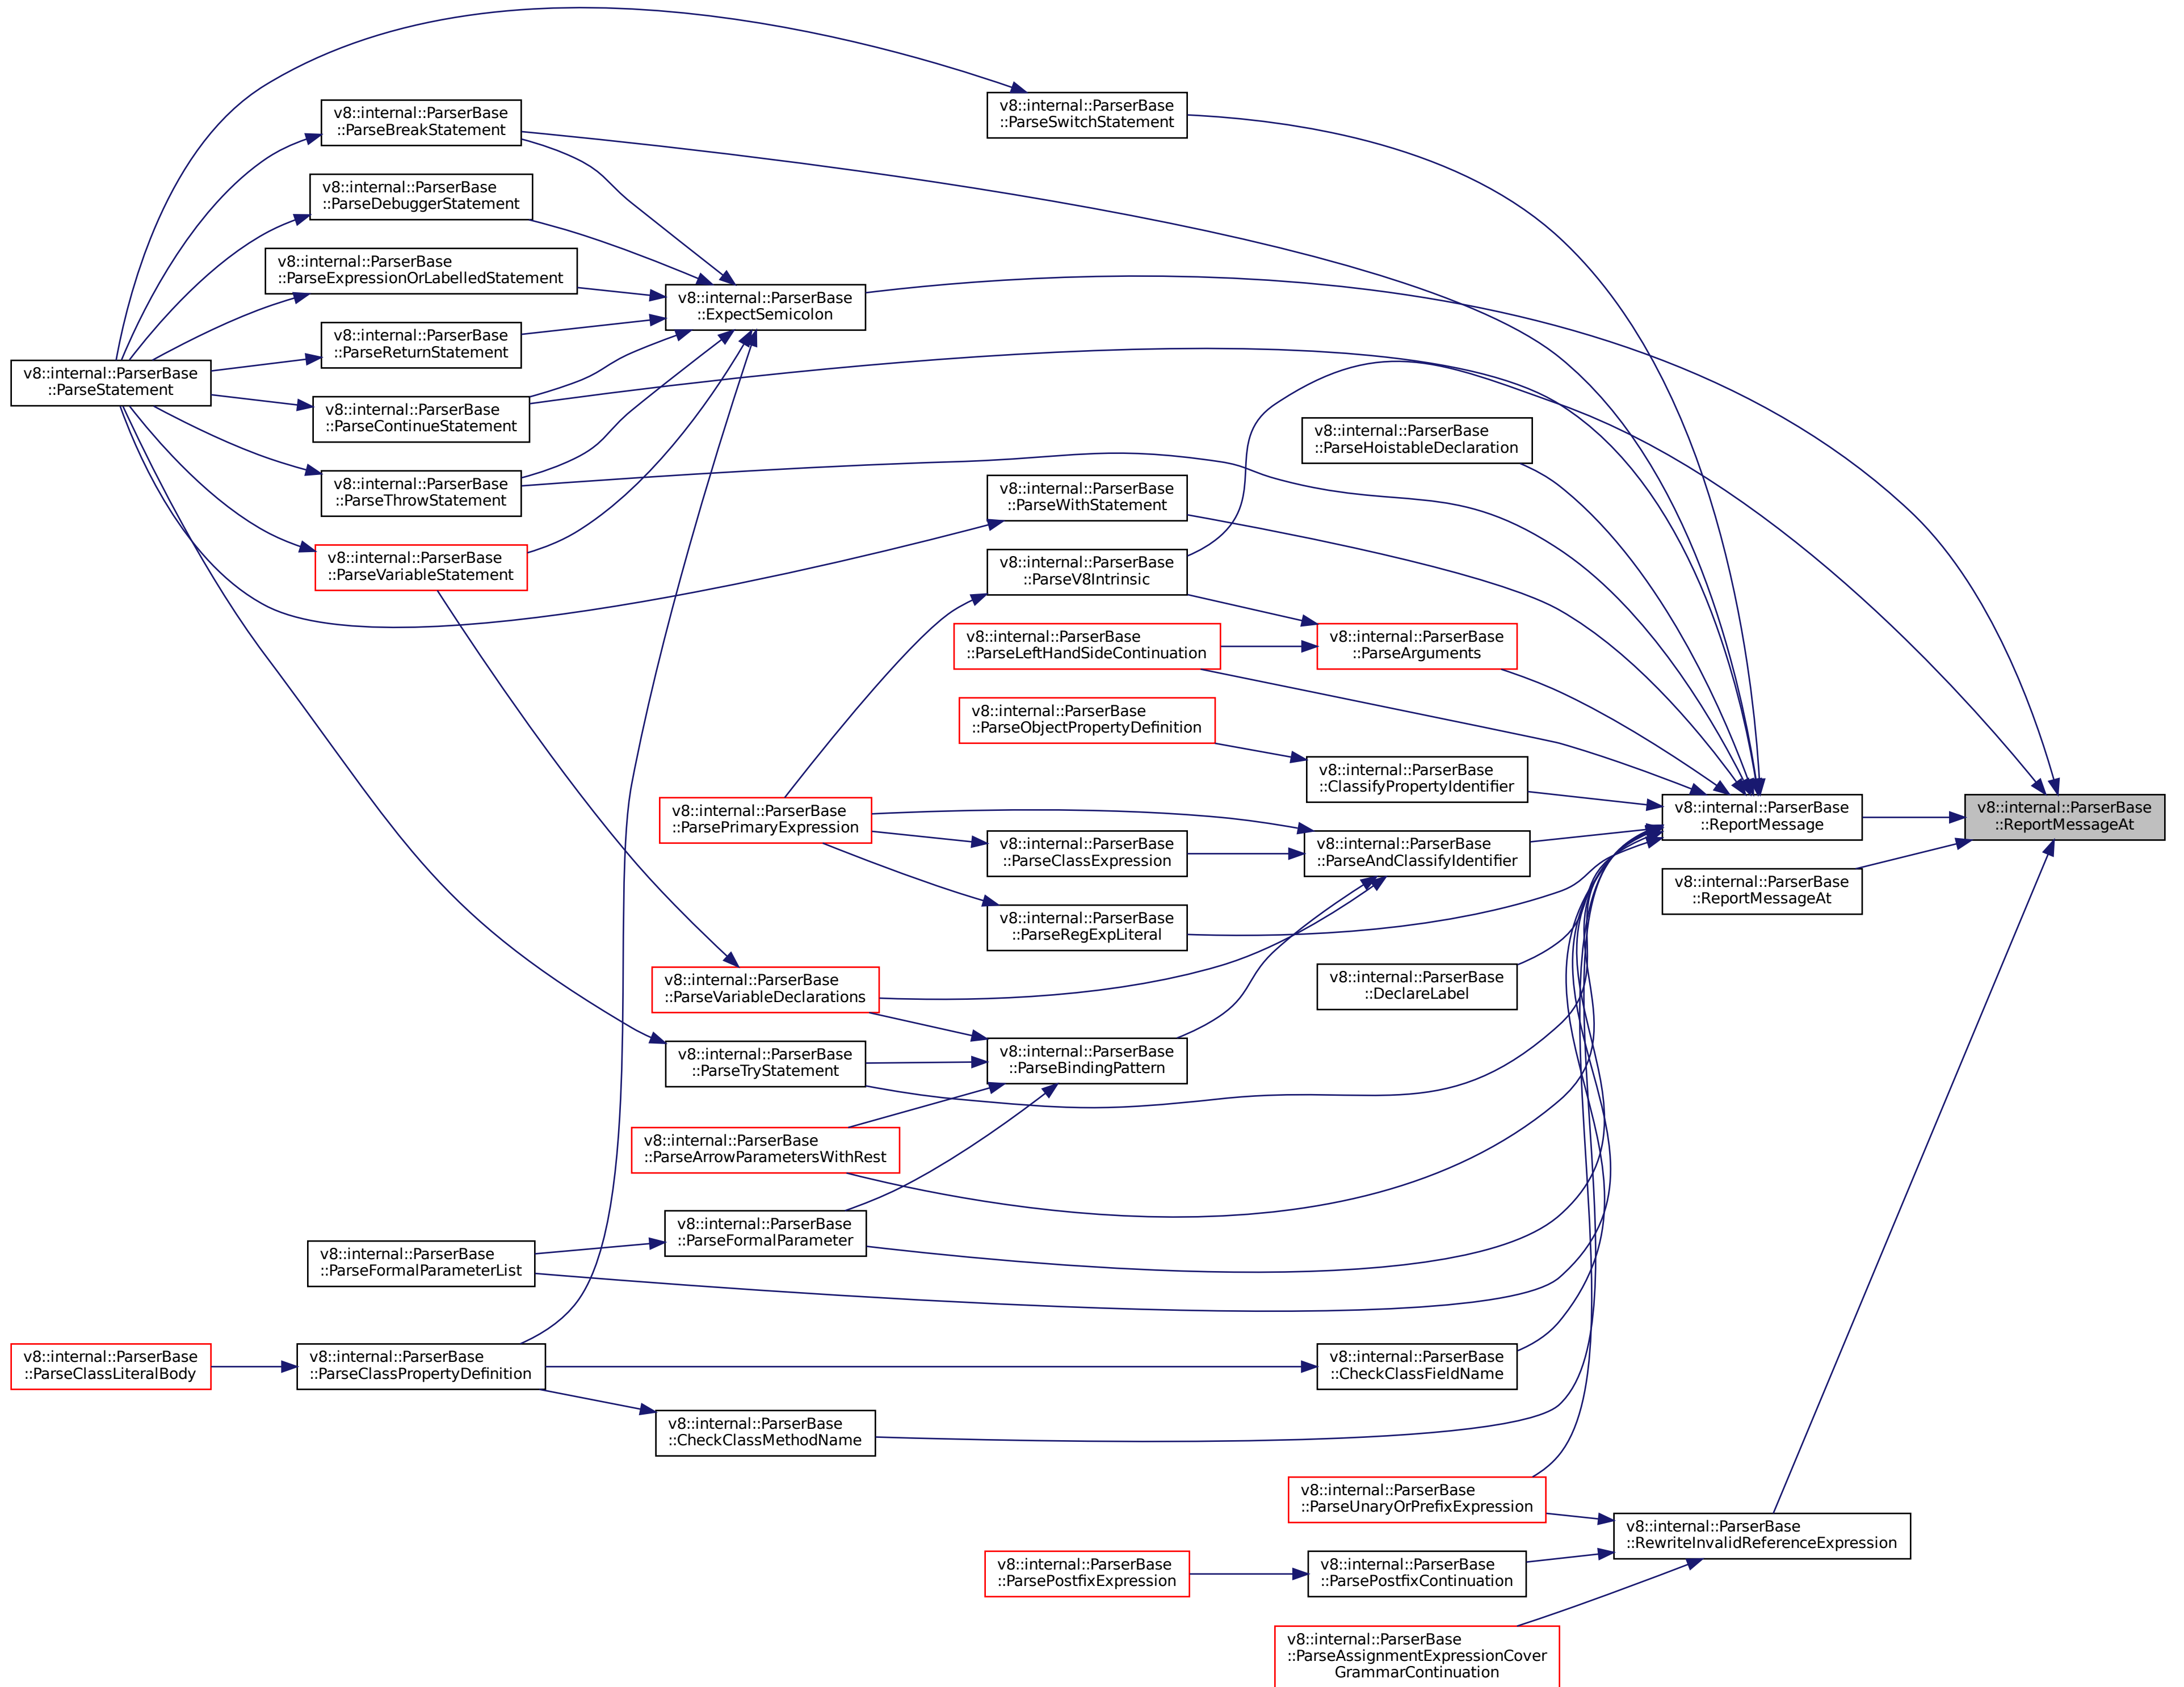 v8::internal::ParserBase
::ParseSwitchStatement
v8::internal::ParserBase
::ParseBreakStatement
v8::internal::ParserBase
::ParseDebuggerStatement
v8::internal::ParserBase
::ParseExpressionOrLabelledStatement
v8::internal::ParserBase
::ExpectSemicolon
v8::internal::ParserBase
::ParseReturnStatement
v8::internal::ParserBase
::ParseStatement
v8::internal::ParserBase
::ParseContinueStatement
v8::internal::ParserBase
::ParseHoistableDeclaration
v8::internal::ParserBase
::ParseThrowStatement
v8::internal::ParserBase
::ParseWithStatement
v8::internal::ParserBase
::ParseVariableStatement
v8::internal::ParserBase
::ParseV8Intrinsic
v8::internal::ParserBase
::ParseLeftHandSideContinuation
v8::internal::ParserBase
::ParseArguments
v8::internal::ParserBase
::ParseObjectPropertyDefinition
v8::internal::ParserBase
::ClassifyPropertyIdentifier
v8::internal::ParserBase
::ParsePrimaryExpression
v8::internal::ParserBase
::ReportMessage
v8::internal::ParserBase
::ReportMessageAt
v8::internal::ParserBase
::ParseClassExpression
v8::internal::ParserBase
::ParseAndClassifyIdentifier
v8::internal::ParserBase
::ReportMessageAt
v8::internal::ParserBase
::ParseRegExpLiteral
v8::internal::ParserBase
::ParseVariableDeclarations
v8::internal::ParserBase
::DeclareLabel
v8::internal::ParserBase
::ParseTryStatement
v8::internal::ParserBase
::ParseBindingPattern
v8::internal::ParserBase
::ParseArrowParametersWithRest
v8::internal::ParserBase
::ParseFormalParameter
v8::internal::ParserBase
::ParseFormalParameterList
v8::internal::ParserBase
::ParseClassLiteralBody
v8::internal::ParserBase
::ParseClassPropertyDefinition
v8::internal::ParserBase
::CheckClassFieldName
v8::internal::ParserBase
::CheckClassMethodName
v8::internal::ParserBase
::ParseUnaryOrPrefixExpression
v8::internal::ParserBase
::RewriteInvalidReferenceExpression
v8::internal::ParserBase
::ParsePostfixExpression
v8::internal::ParserBase
::ParsePostfixContinuation
v8::internal::ParserBase
::ParseAssignmentExpressionCover
GrammarContinuation